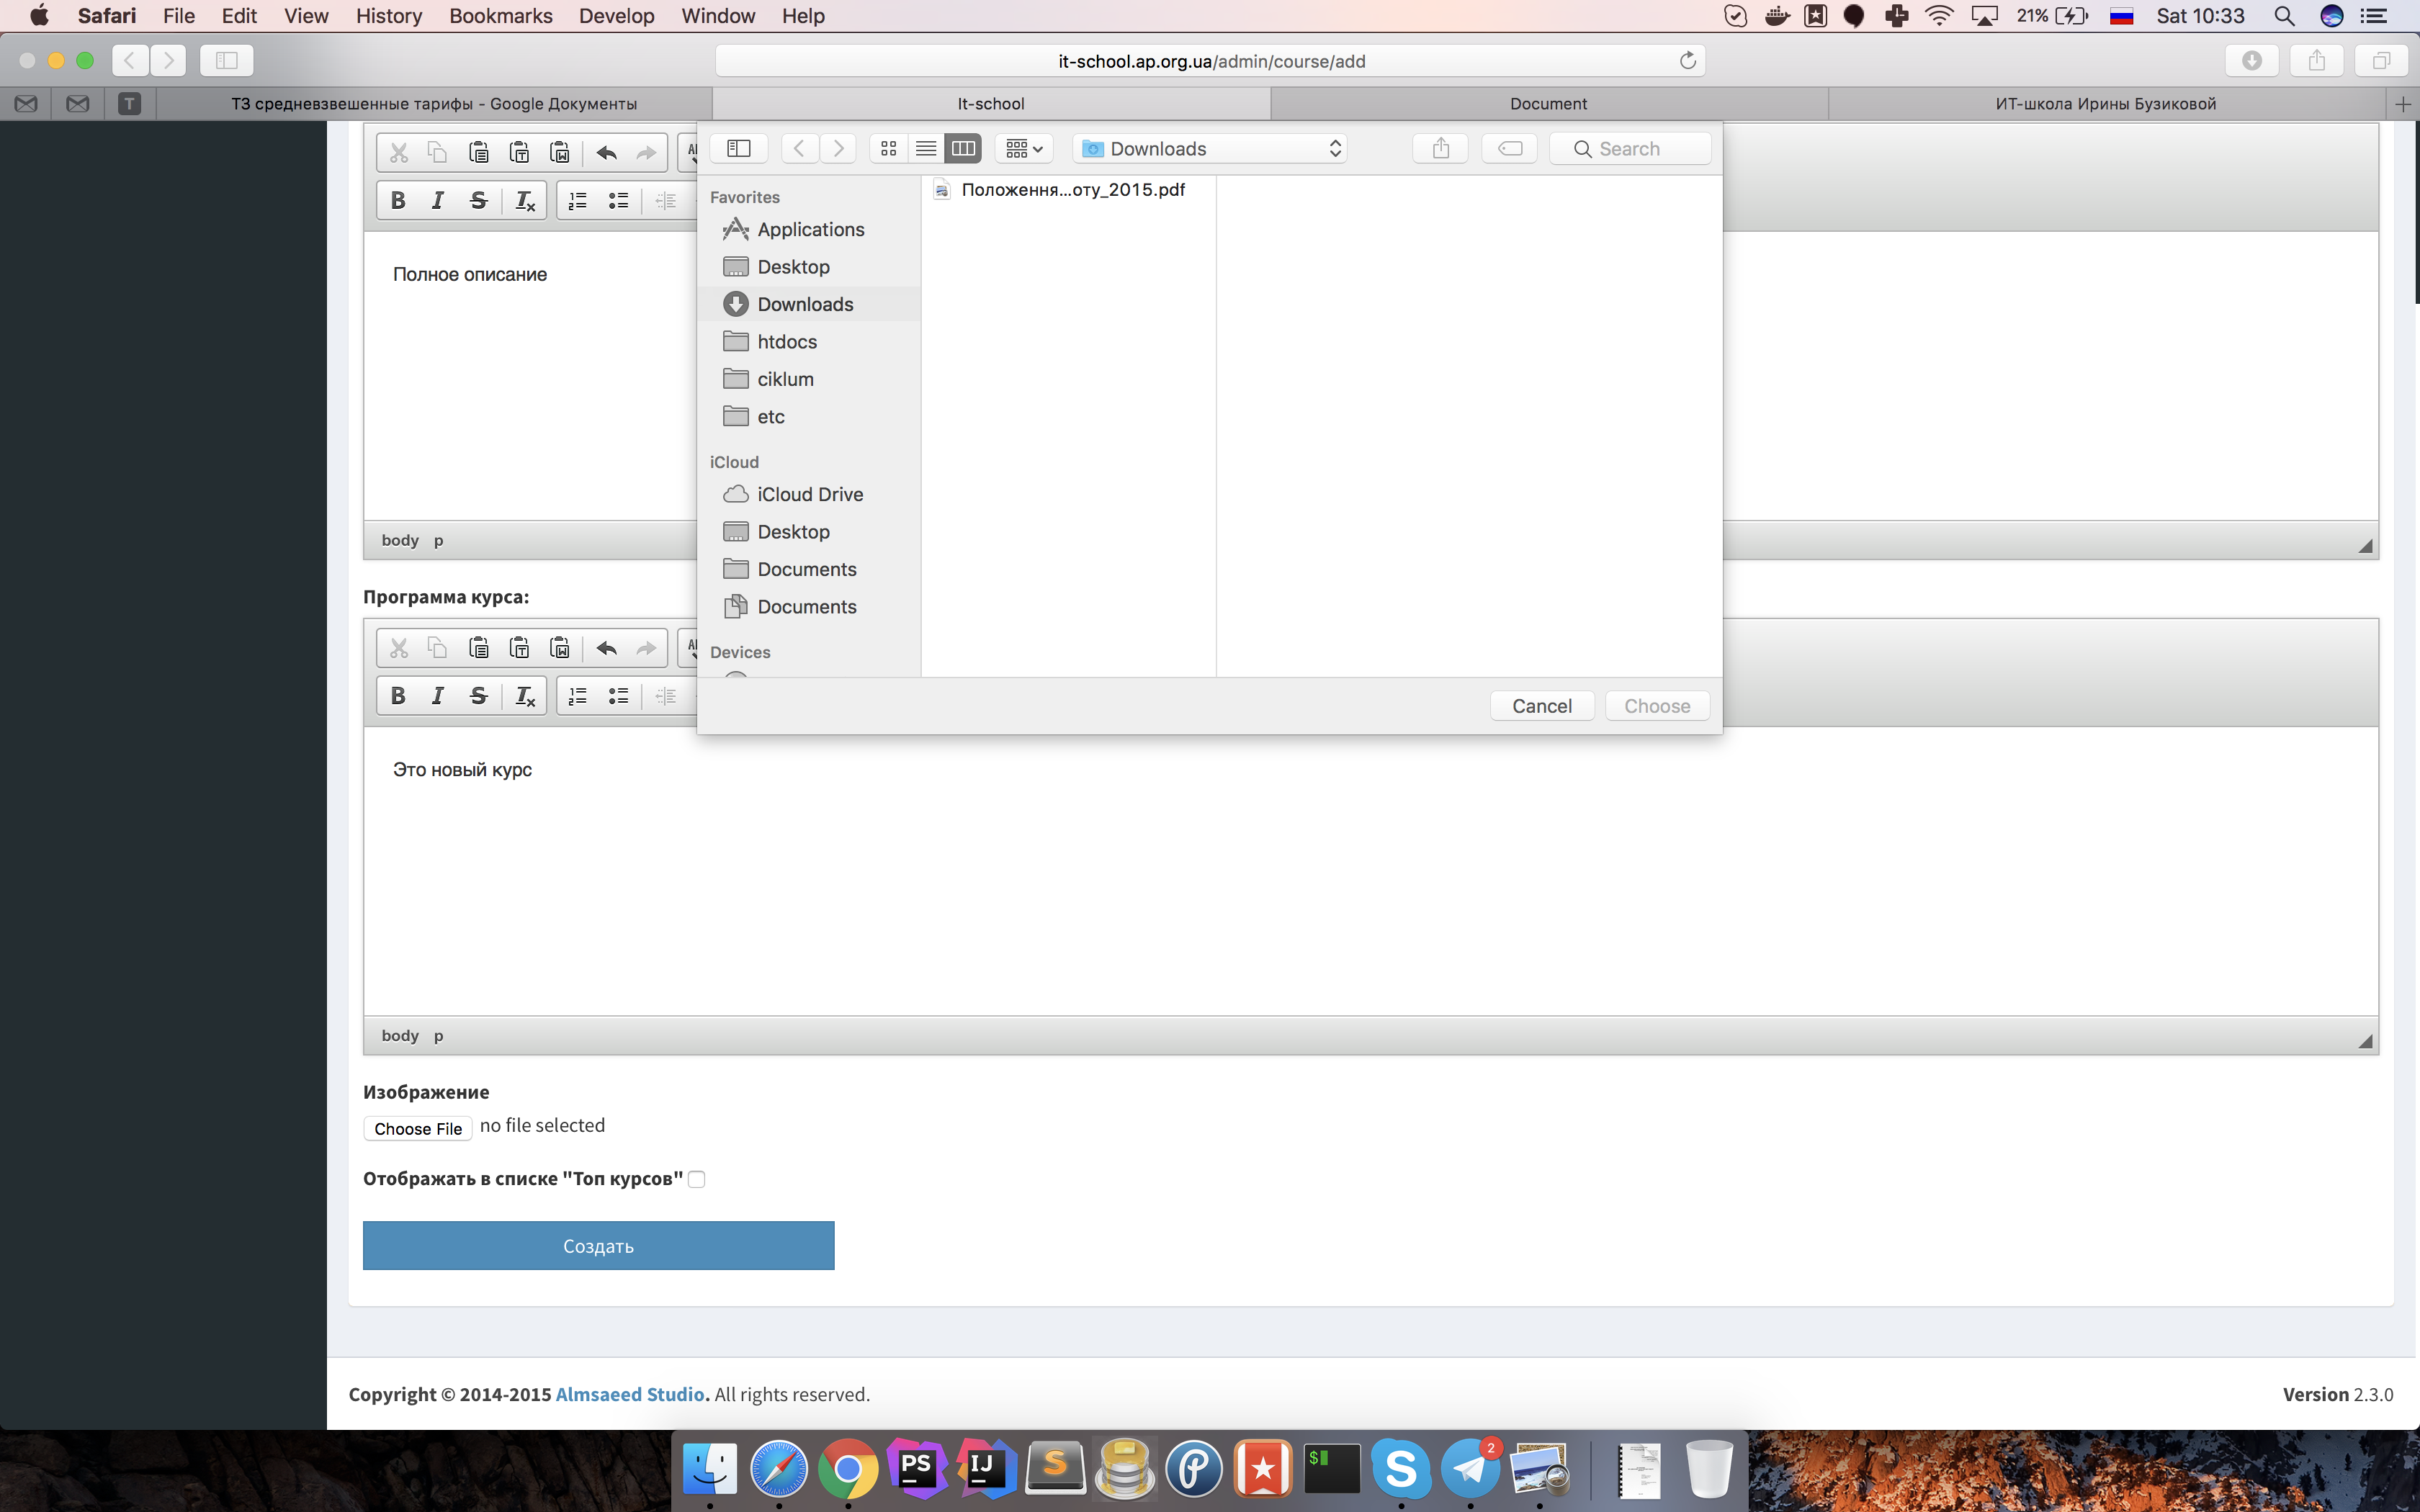 Safari File Edit View History Bookmarks Develop Window Help 21% Sat 10:33
it-school.ap.org.ua/admin/course/add
T ТЗ средневзвешенные тарифы - Google Документы It-school Document ИТ-школа Ирины Бузиковой
Downloads Search
Favorites
Applications
Desktop
Downloads
htdocs
ciklum
etc
iCloud
iCloud Drive
Desktop
Documents
Documents
Devices
Положення...оту_2015.pdf
Cancel Choose
Полное описание
body p
Программа курса:
Это новый курс
body p
Изображение
Choose File no file selected
Отображать в списке "Топ курсов"
Создать
Copyright © 2014-2015 Almsaeed Studio. All rights reserved. Version 2.3.0
PS IJ S $ S 2